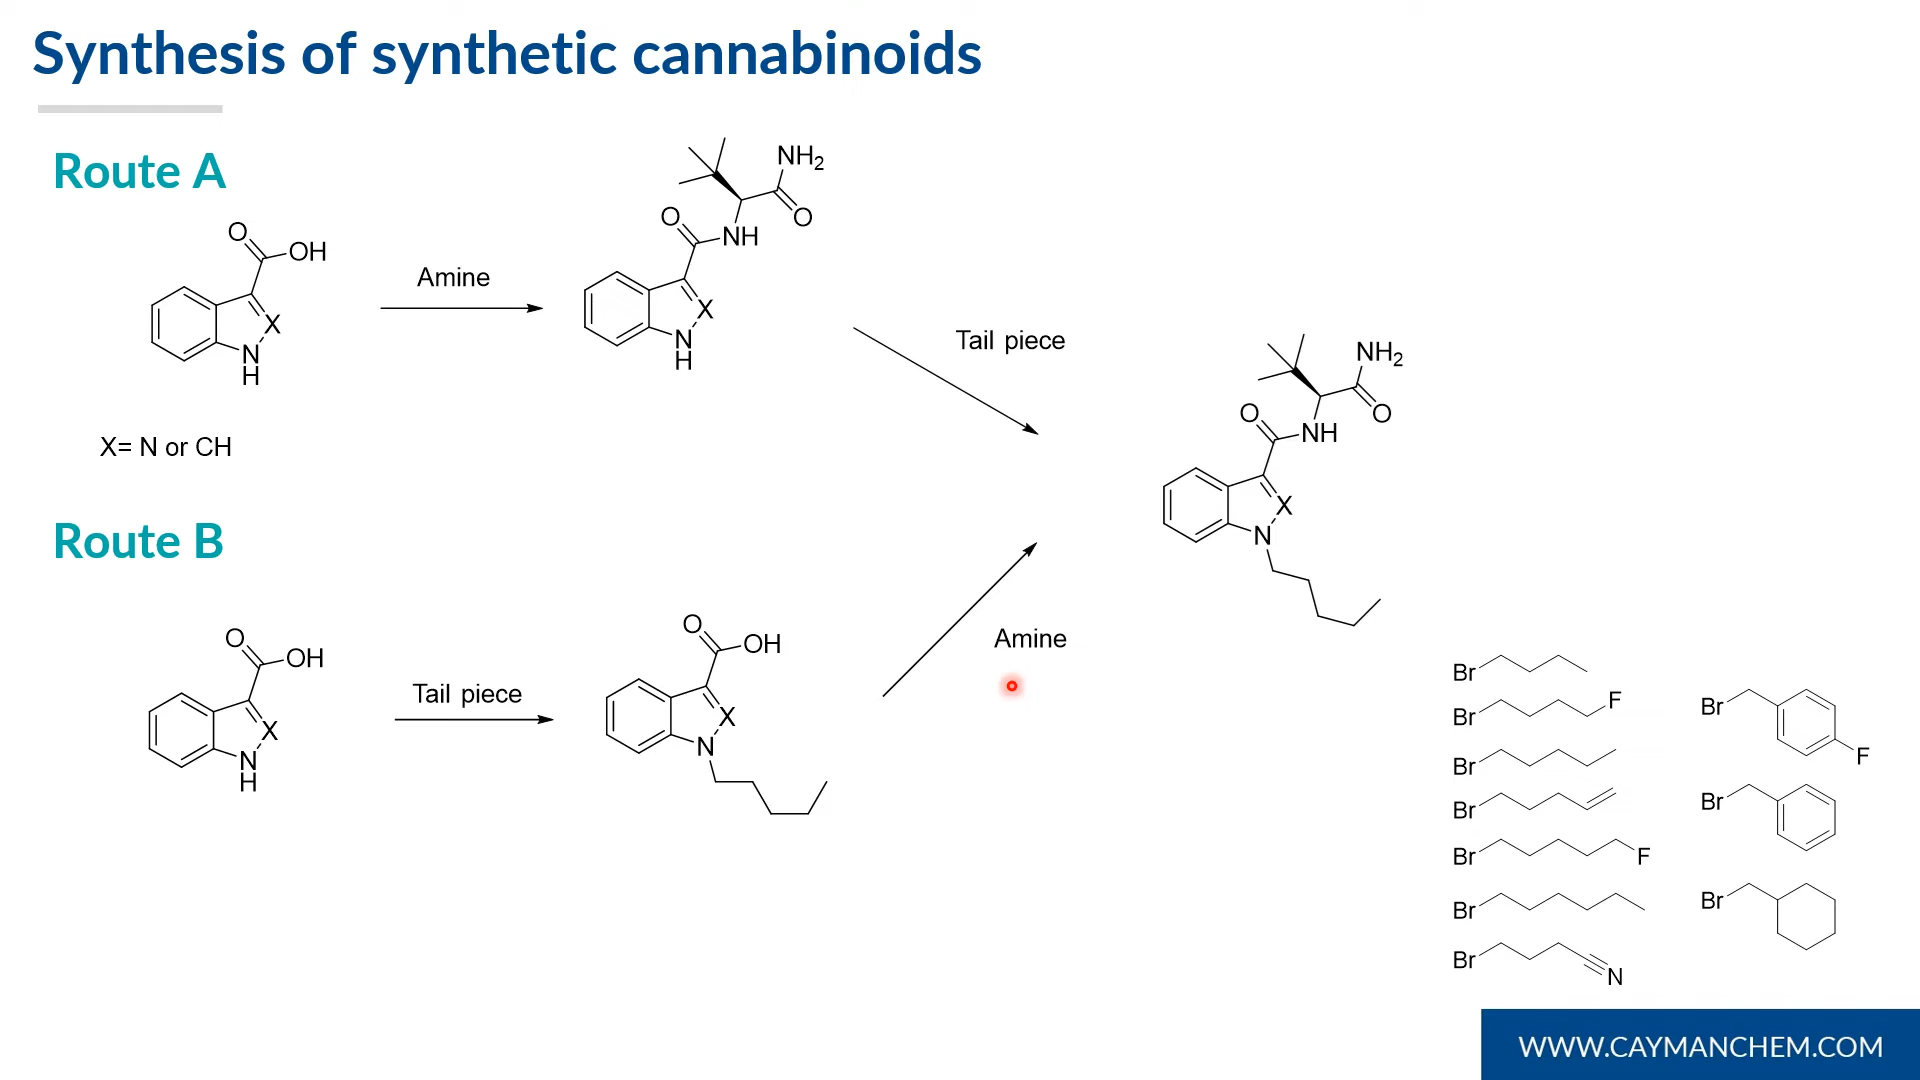 Synthesis of synthetic cannabinoids
Route A
O
OH
X
N
H
X= N or CH
Amine
NH2
O
O
NH
X
N
H
Tail piece
NH2
O
O
NH
X
N
Route B
O
OH
X
N
H
Tail piece
O
OH
X
N
Amine
Br
Br F
Br
Br
Br F
Br
Br N
Br F
Br
Br
WWW.CAYMANCHEM.COM